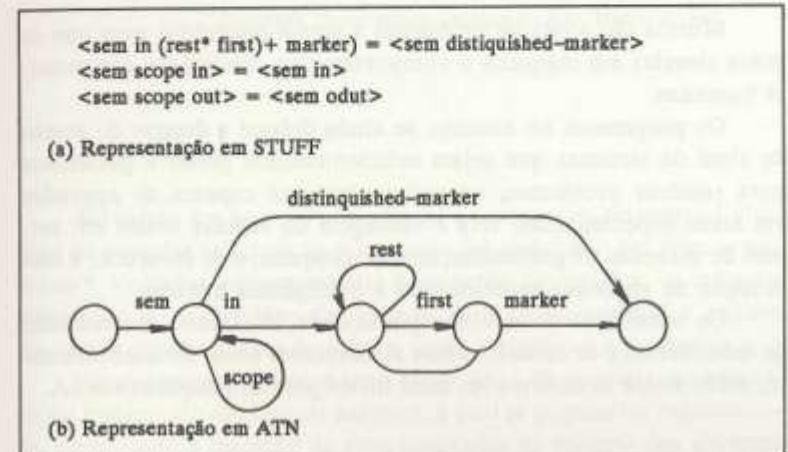 <sem in (rest* first)+ marker) = <sem distiquished–marker>
<sem scope in> = <sem in>
<sem scope out> = <sem odut>
(a) Representação em STUFF
distinquished–marker
rest
sem
in
first
marker
scope
(b) Representação em ATN